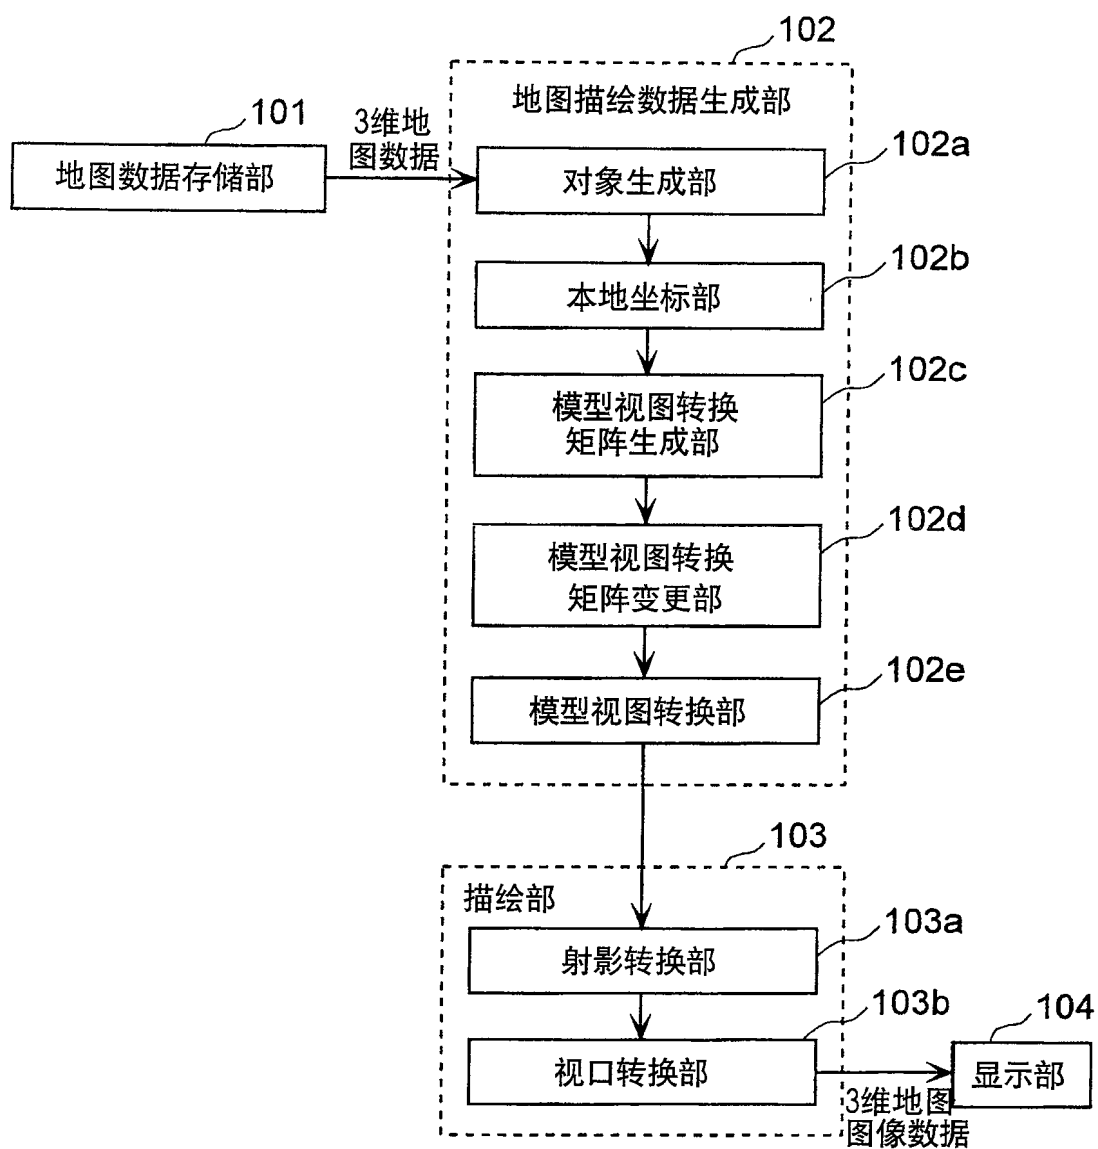 102
地图描绘数据生成部
101
3维地
图数据
地图数据存储部
102a
对象生成部
102b
本地坐标部
102c
模型视图转换
矩阵生成部
102d
模型视图转换
矩阵变更部
102e
模型视图转换部
103
描绘部
103a
射影转换部
103b
视口转换部
104
显示部
3维地图
图像数据